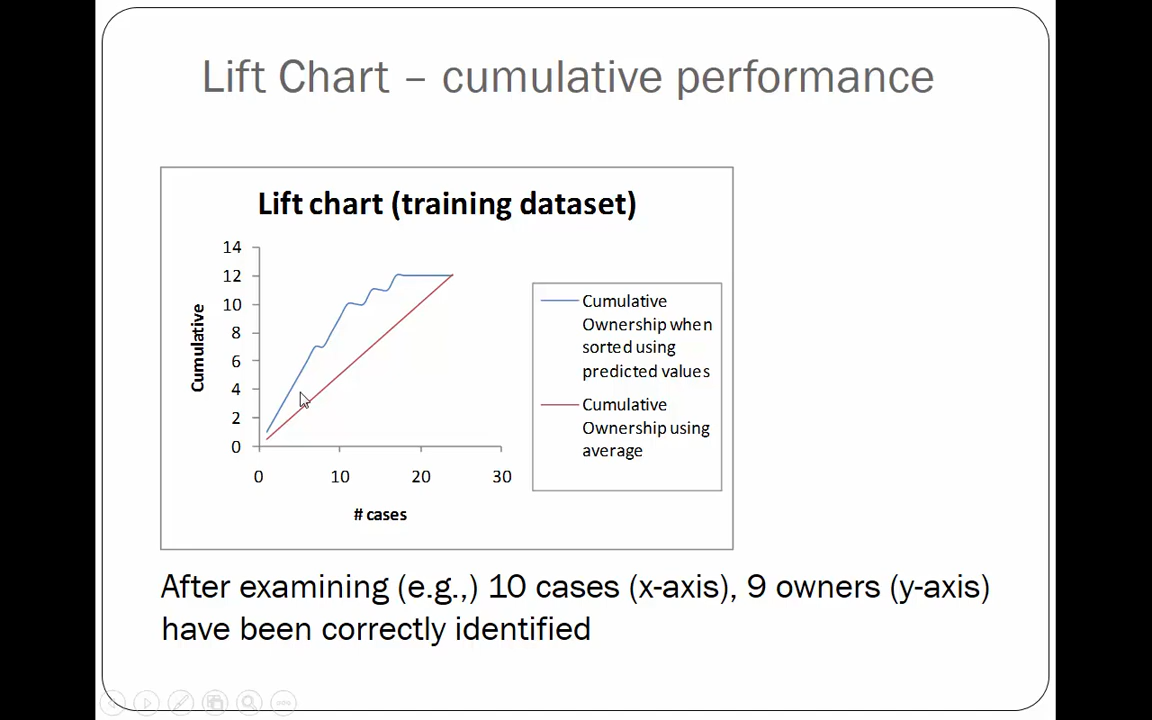 Lift Chart – cumulative performance
Lift chart (training dataset)
14
12
10
8
6
4
2
0
Cumulative
0 10 20 30
# cases
Cumulative
Ownership when
sorted using
predicted values
Cumulative
Ownership using
average
After examining (e.g.,) 10 cases (x-axis), 9 owners (y-axis)
have been correctly identified